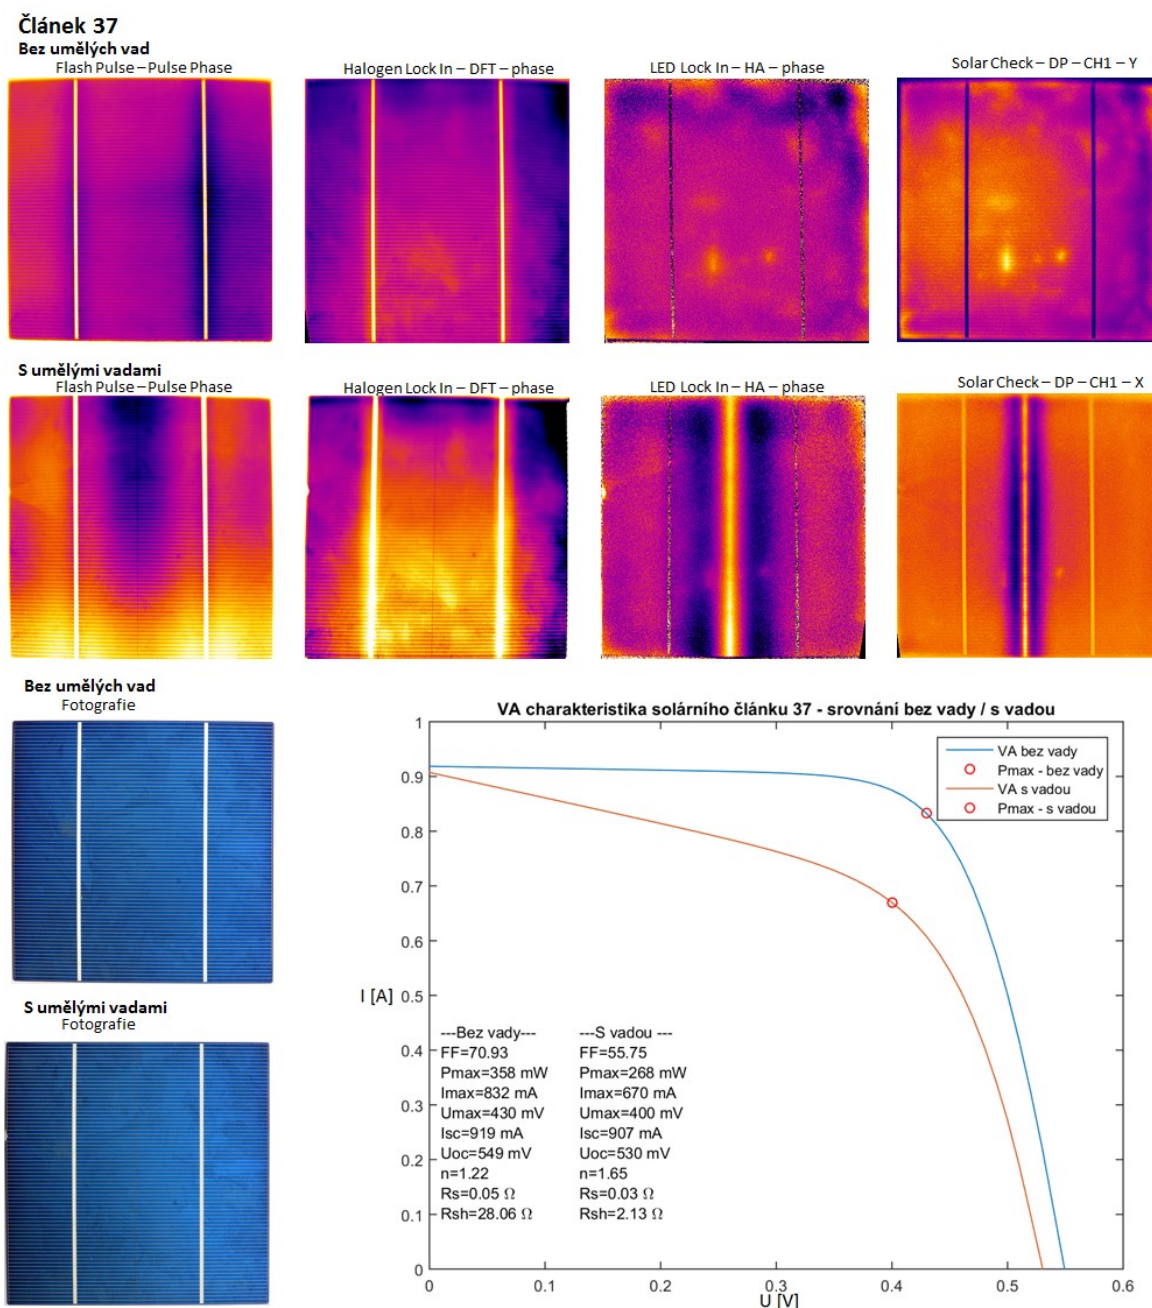 Článek 37
Bez umělých vad
Flash Pulse – Pulse Phase
Halogen Lock In – DFT – phase
LED Lock In – HA – phase
Solar Check – DP – CH1 – Y
S umělými vadami
Flash Pulse – Pulse Phase
Halogen Lock In – DFT – phase
LED Lock In – HA – phase
Solar Check – DP – CH1 – X
Bez umělých vad
Fotografie
S umělými vadami
Fotografie
VA charakteristika solárního článku 37 - srovnání bez vady / s vadou
VA bez vady
Pmax - bez vady
VA s vadou
Pmax - s vadou
1
0.9
0.8
0.7
0.6
0.5
0.4
0.3
0.2
0.1
0
I [A]
---Bez vady---
FF=70.93
Pmax=358 mW
Imax=832 mA
Umax=430 mV
Isc=919 mA
Uoc=549 mV
n=1.22
Rs=0.05 Ω
Rsh=28.06 Ω
---S vadou ---
FF=55.75
Pmax=268 mW
Imax=670 mA
Umax=400 mV
Isc=907 mA
Uoc=530 mV
n=1.65
Rs=0.03 Ω
Rsh=2.13 Ω
0 0.1 0.2 0.3 0.4 0.5 0.6
U [V]